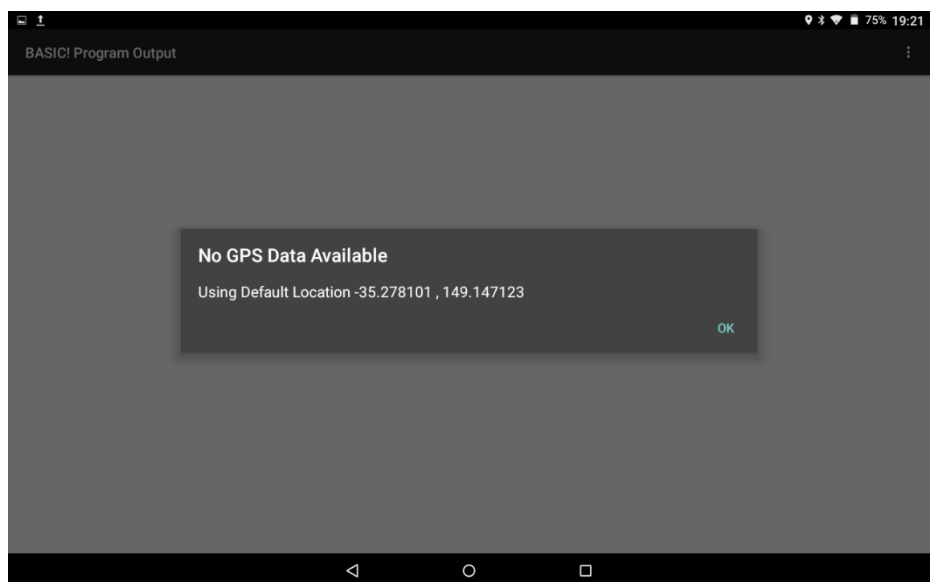 75% 19:21
BASIC! Program Output
No GPS Data Available
Using Default Location -35.278101 , 149.147123
OK